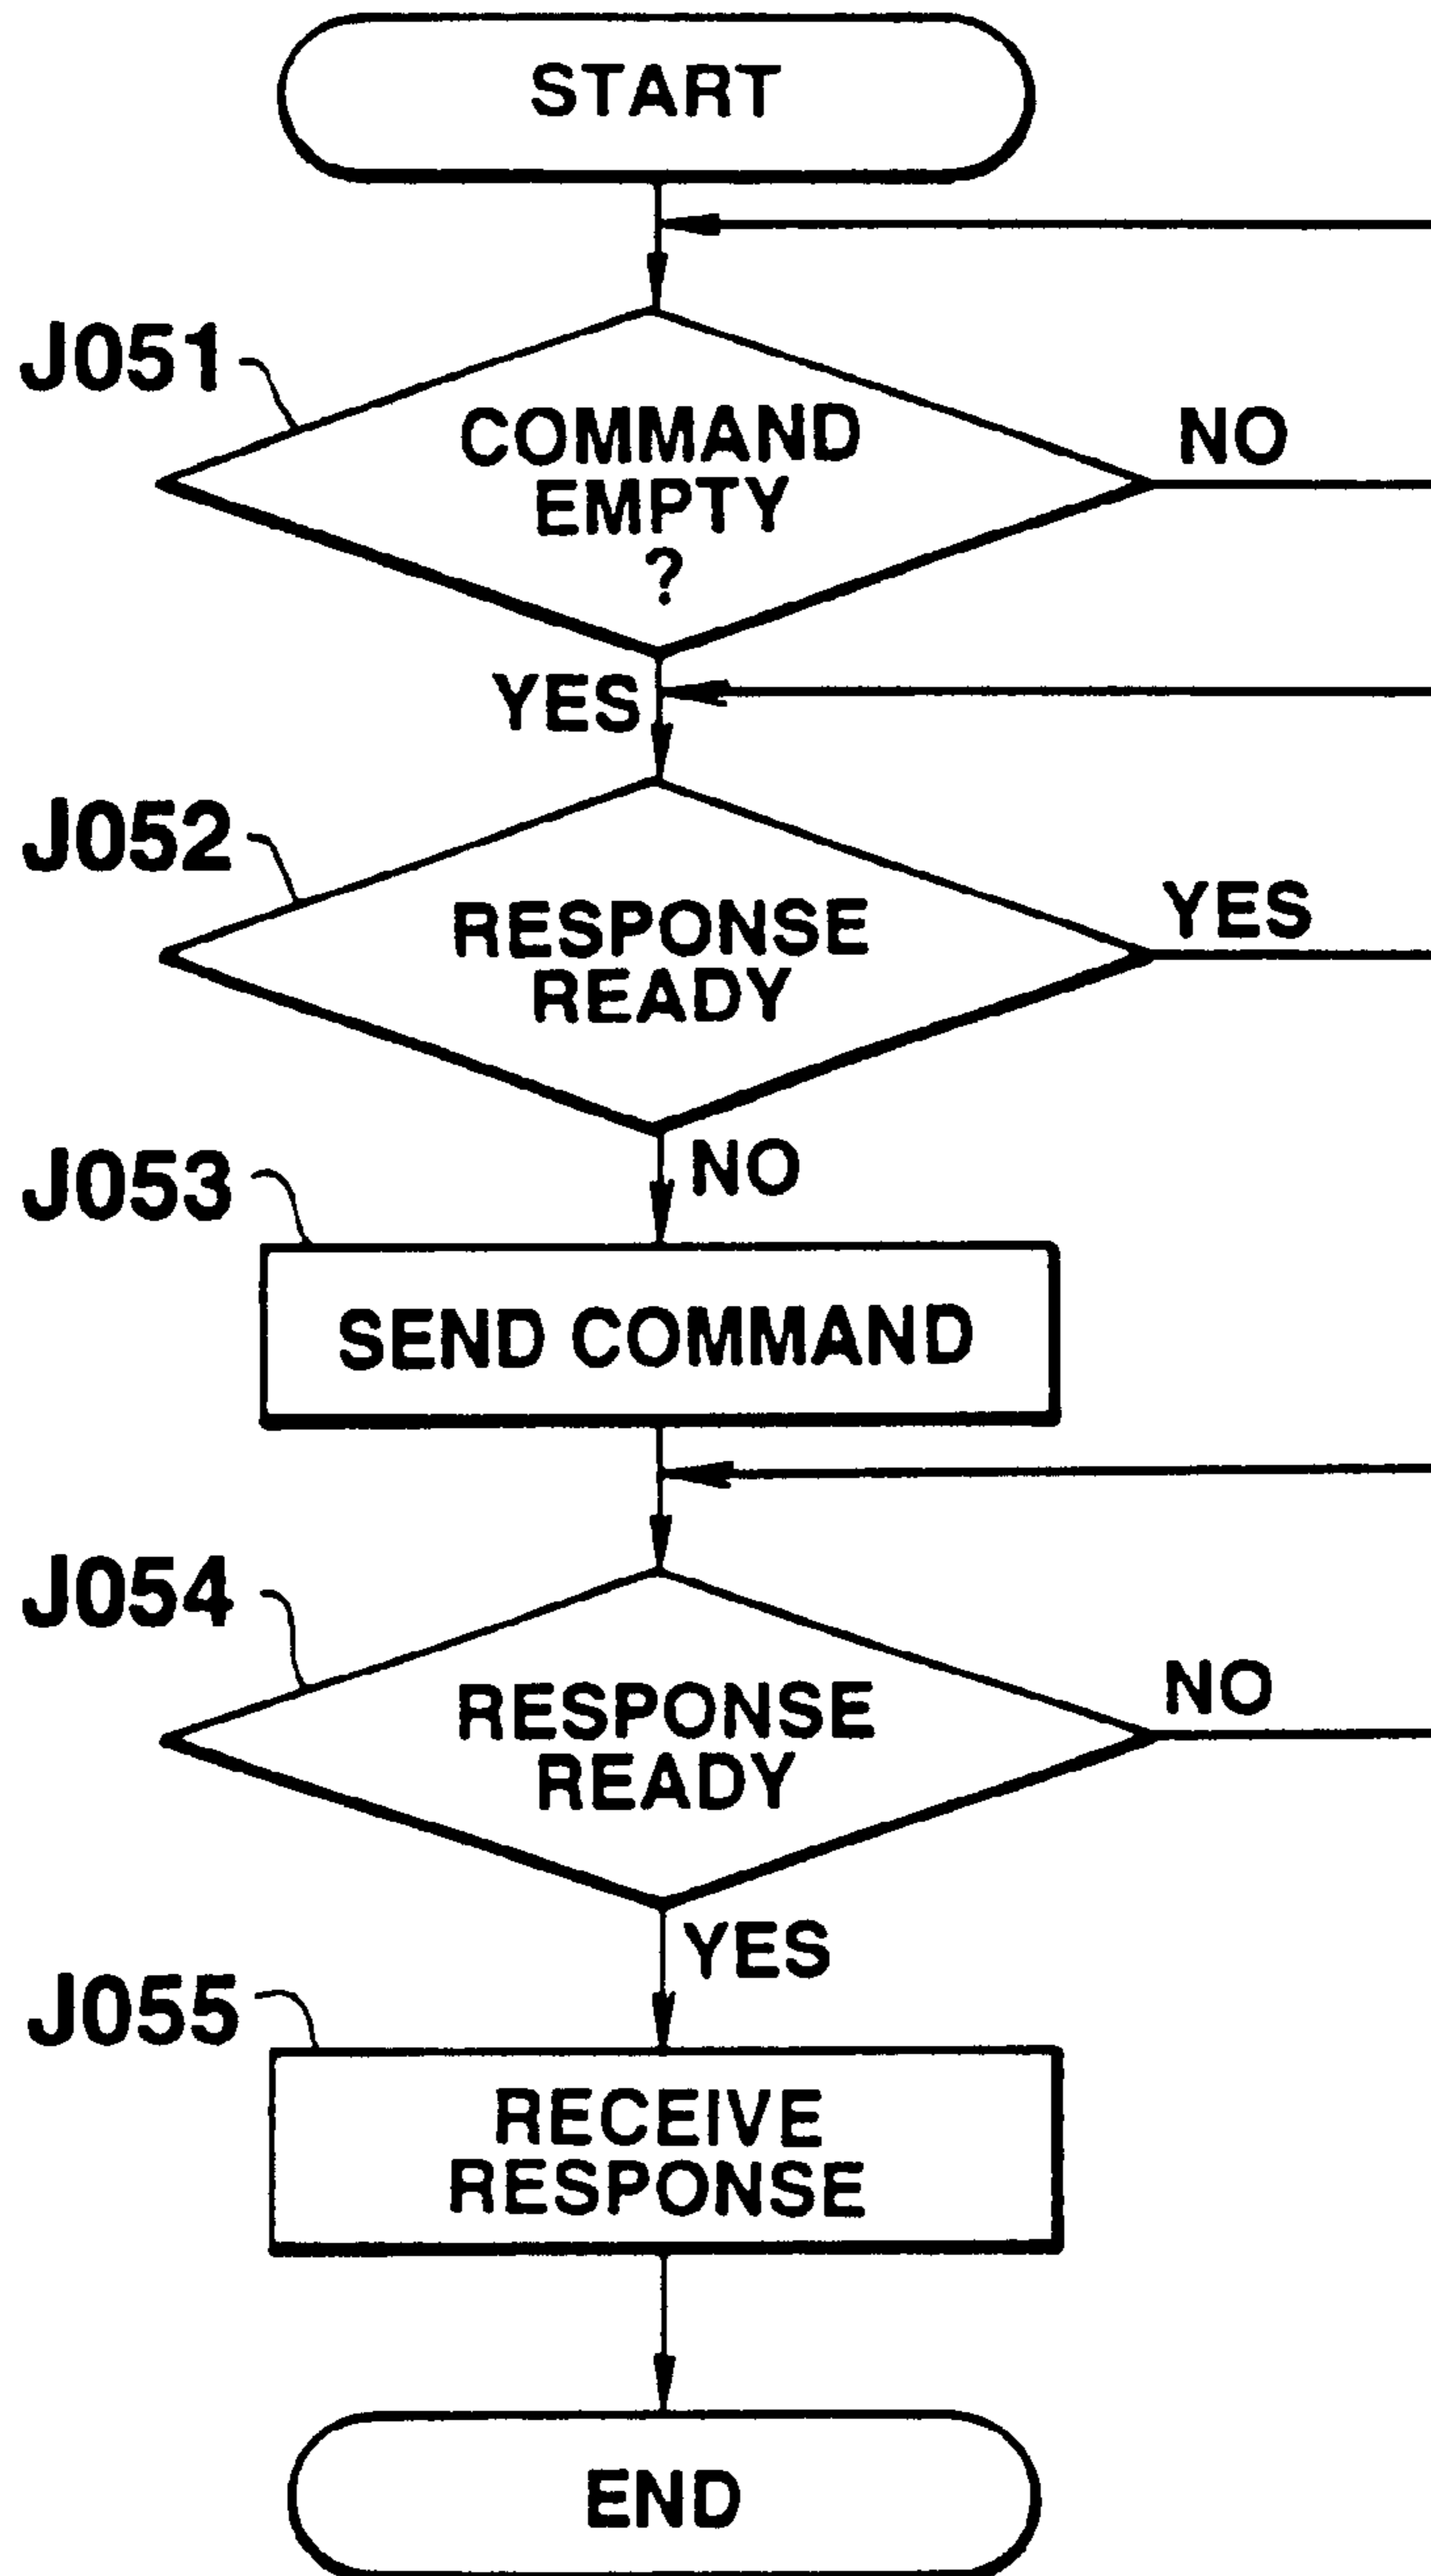 START
J051
COMMAND
EMPTY
?
NO
YES
J052
RESPONSE
READY
YES
NO
J053
SEND COMMAND
J054
RESPONSE
READY
NO
YES
J055
RECEIVE
RESPONSE
END